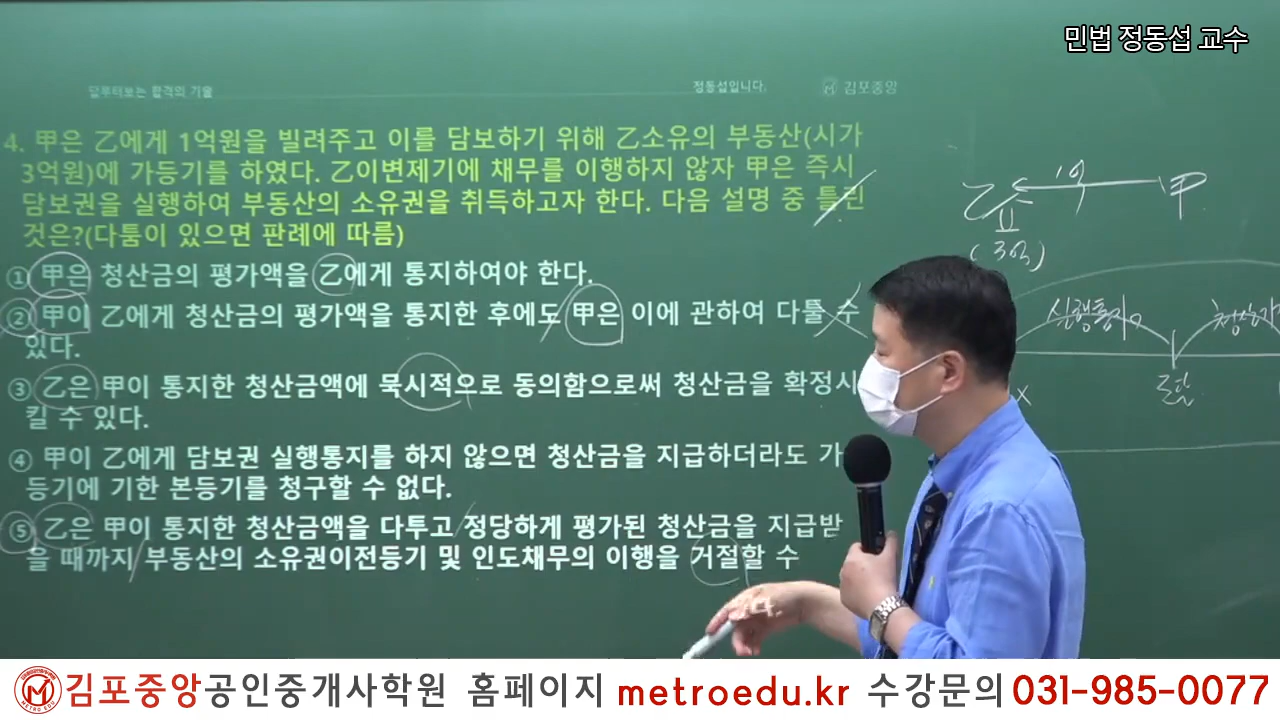 민법 정동섭 교수
정동섭입니다.
김포중앙
4. 甲은 乙에게 1억원을 빌려주고 이를 담보하기 위해 乙소유의 부동산(시가
3억원)에 가등기를 하였다. 乙이변제기에 채무를 이행하지 않자 甲은 즉시
담보권을 실행하여 부동산의 소유권을 취득하고자 한다. 다음 설명 중 틀린
것은?(다툼이 있으면 판례에 따름)
① 甲은 청산금의 평가액을 乙에게 통지하여야 한다.
② 甲이 乙에게 청산금의 평가액을 통지한 후에도 甲은 이에 관하여 다툴 수
있다.
③ 乙은 甲이 통지한 청산금액에 묵시적으로 동의함으로써 청산금을 확정시
킬 수 있다.
④ 甲이 乙에게 담보권 실행통지를 하지 않으면 청산금을 지급하더라도 가
등기에 기한 본등기를 청구할 수 없다.
⑤ 乙은 甲이 통지한 청산금액을 다투고 정당하게 평가된 청산금을 지급받
을 때까지 부동산의 소유권이전등기 및 인도채무의 이행을 거절할 수
다.
乙 1억 甲
(3억)
실행통지
도달
x
METRO EDU
김포중앙공인중개사학원 홈페이지 metroedu.kr 수강문의 031-985-0077